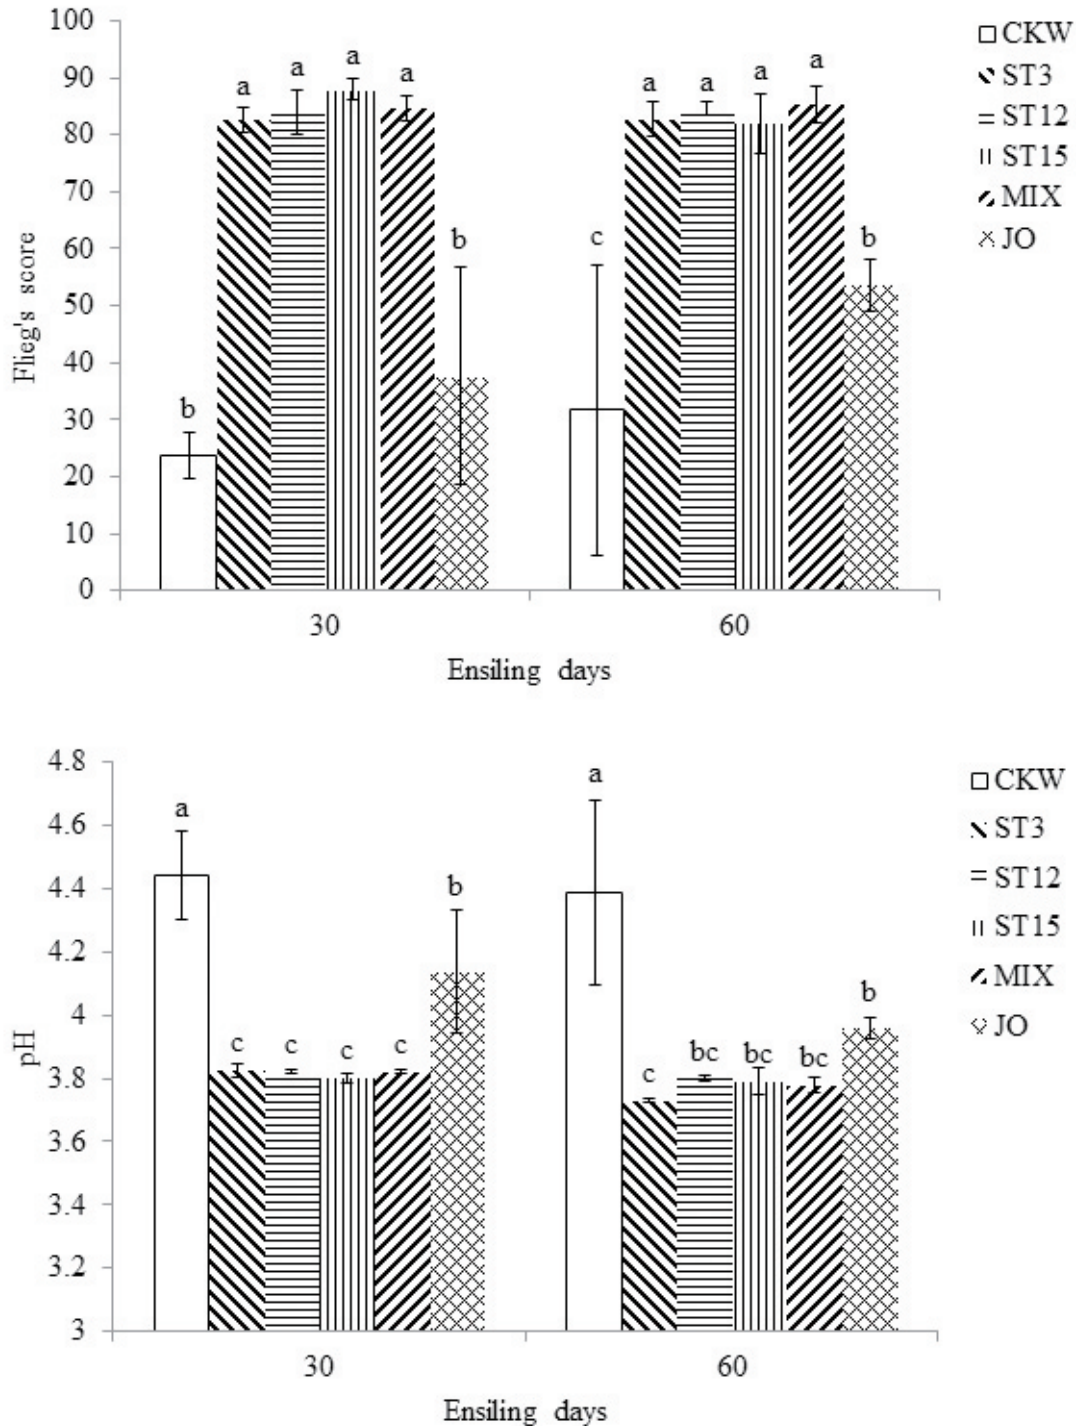 100
90
80
70
60
50
40
30
20
10
0
Flieg's score
b
a
a
a
a
b
c
a
a
a
a
b
30
60
Ensiling days
CKW
ST3
ST12
ST15
MIX
JO
4.8
4.6
4.4
4.2
4
3.8
3.6
3.4
3.2
3
pH
a
c
c
c
c
b
a
c
bc
bc
bc
b
30
60
Ensiling days
CKW
ST3
ST12
ST15
MIX
JO